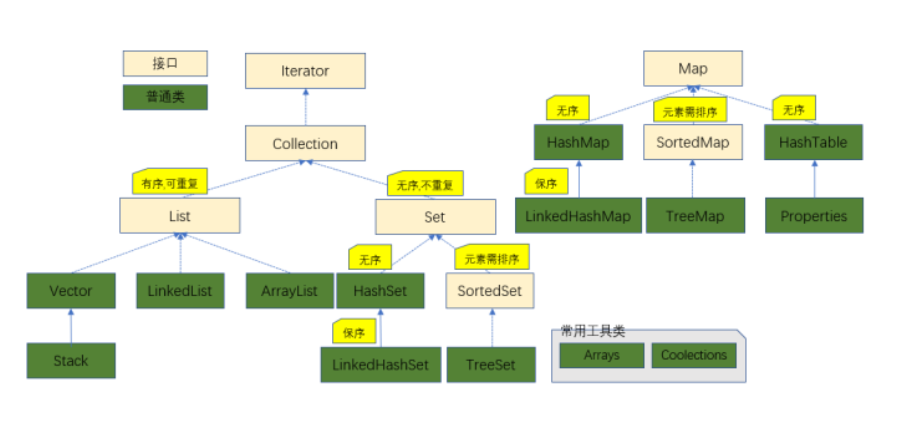 接口
普通类
Iterator
Collection
有序,可重复
无序,不重复
List
Set
无序
元素需排序
Vector
LinkedList
ArrayList
HashSet
SortedSet
保序
Stack
LinkedHashSet
TreeSet
Map
无序
元素需排序
无序
HashMap
SortedMap
HashTable
保序
LinkedHashMap
TreeMap
Properties
常用工具类
Arrays
Coolections